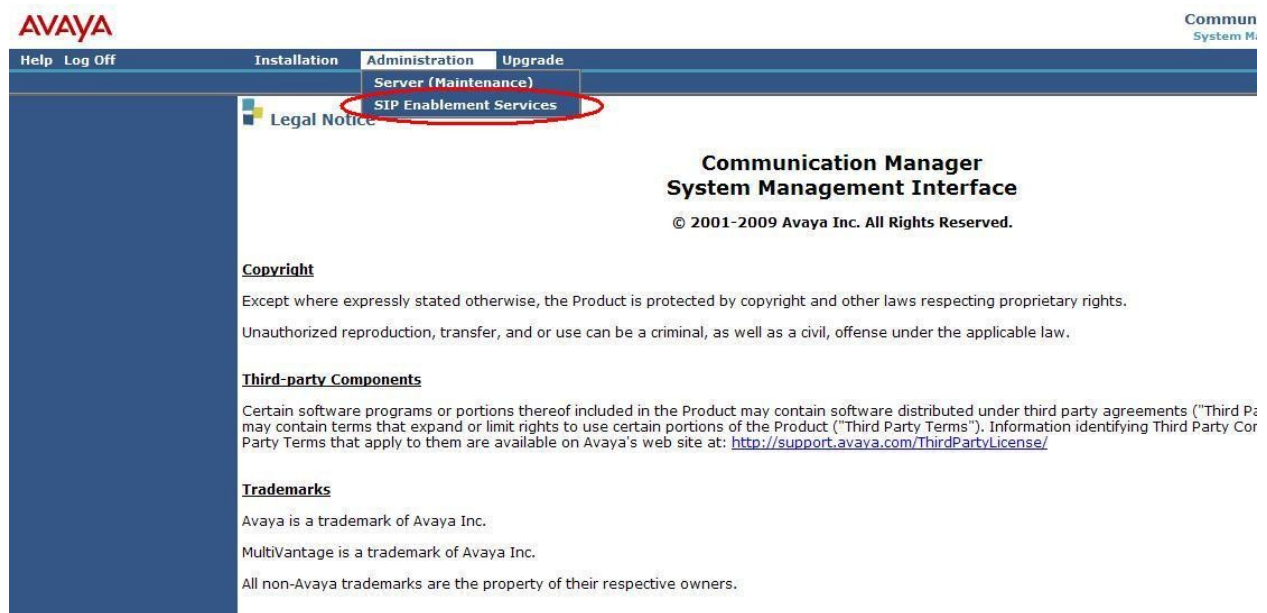 AVAYA
Commun
System M
Help Log Off Installation Administration Upgrade
Server (Maintenance)
SIP Enablement Services
Legal Notice
Communication Manager
System Management Interface
© 2001-2009 Avaya Inc. All Rights Reserved.
Copyright
Except where expressly stated otherwise, the Product is protected by copyright and other laws respecting proprietary rights.
Unauthorized reproduction, transfer, and or use can be a criminal, as well as a civil, offense under the applicable law.
Third-party Components
Certain software programs or portions thereof included in the Product may contain software distributed under third party agreements ("Third Pa
may contain terms that expand or limit rights to use certain portions of the Product ("Third Party Terms"). Information identifying Third Party Cor
Party Terms that apply to them are available on Avaya's web site at: http://support.avaya.com/ThirdPartyLicense/
Trademarks
Avaya is a trademark of Avaya Inc.
MultiVantage is a trademark of Avaya Inc.
All non-Avaya trademarks are the property of their respective owners.